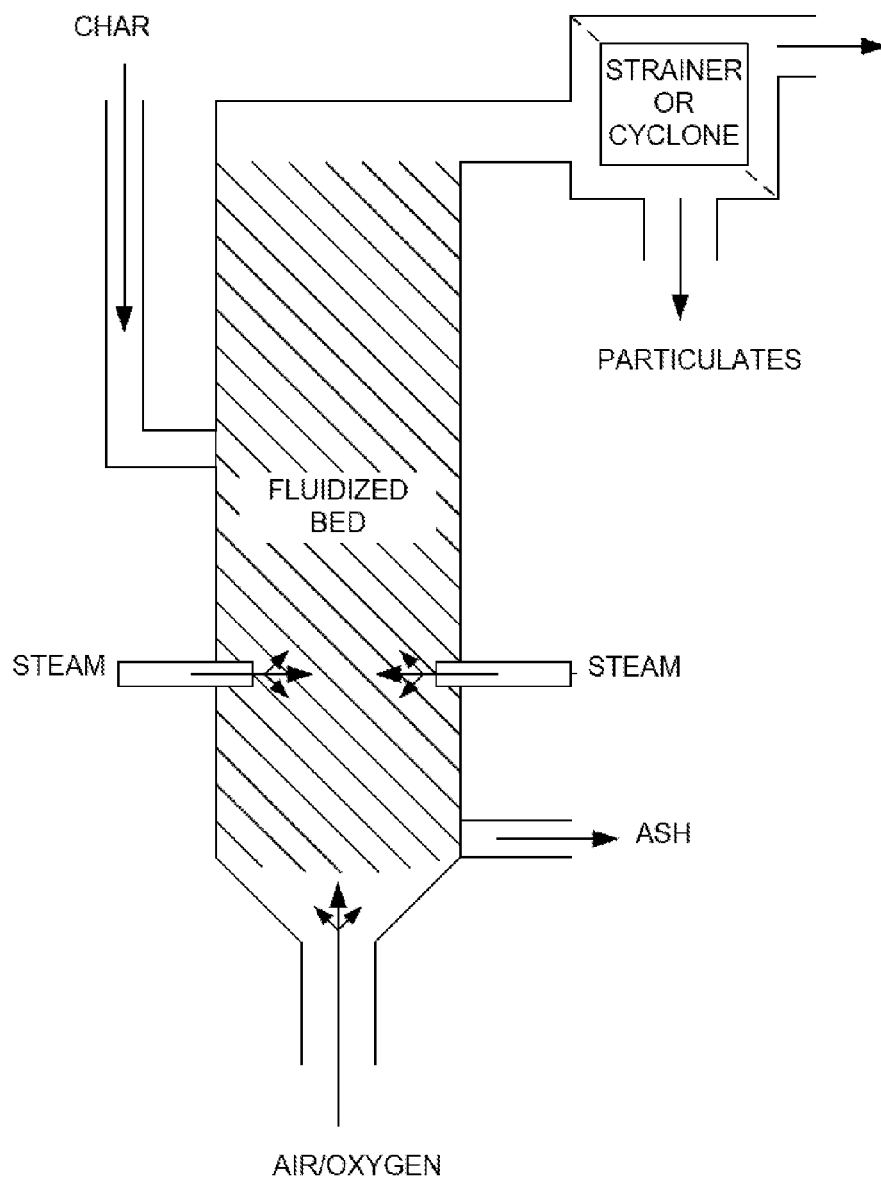 CHAR
STRAINER
OR
CYCLONE
PARTICULATES
FLUIDIZED
BED
STEAM
STEAM
ASH
AIR/OXYGEN